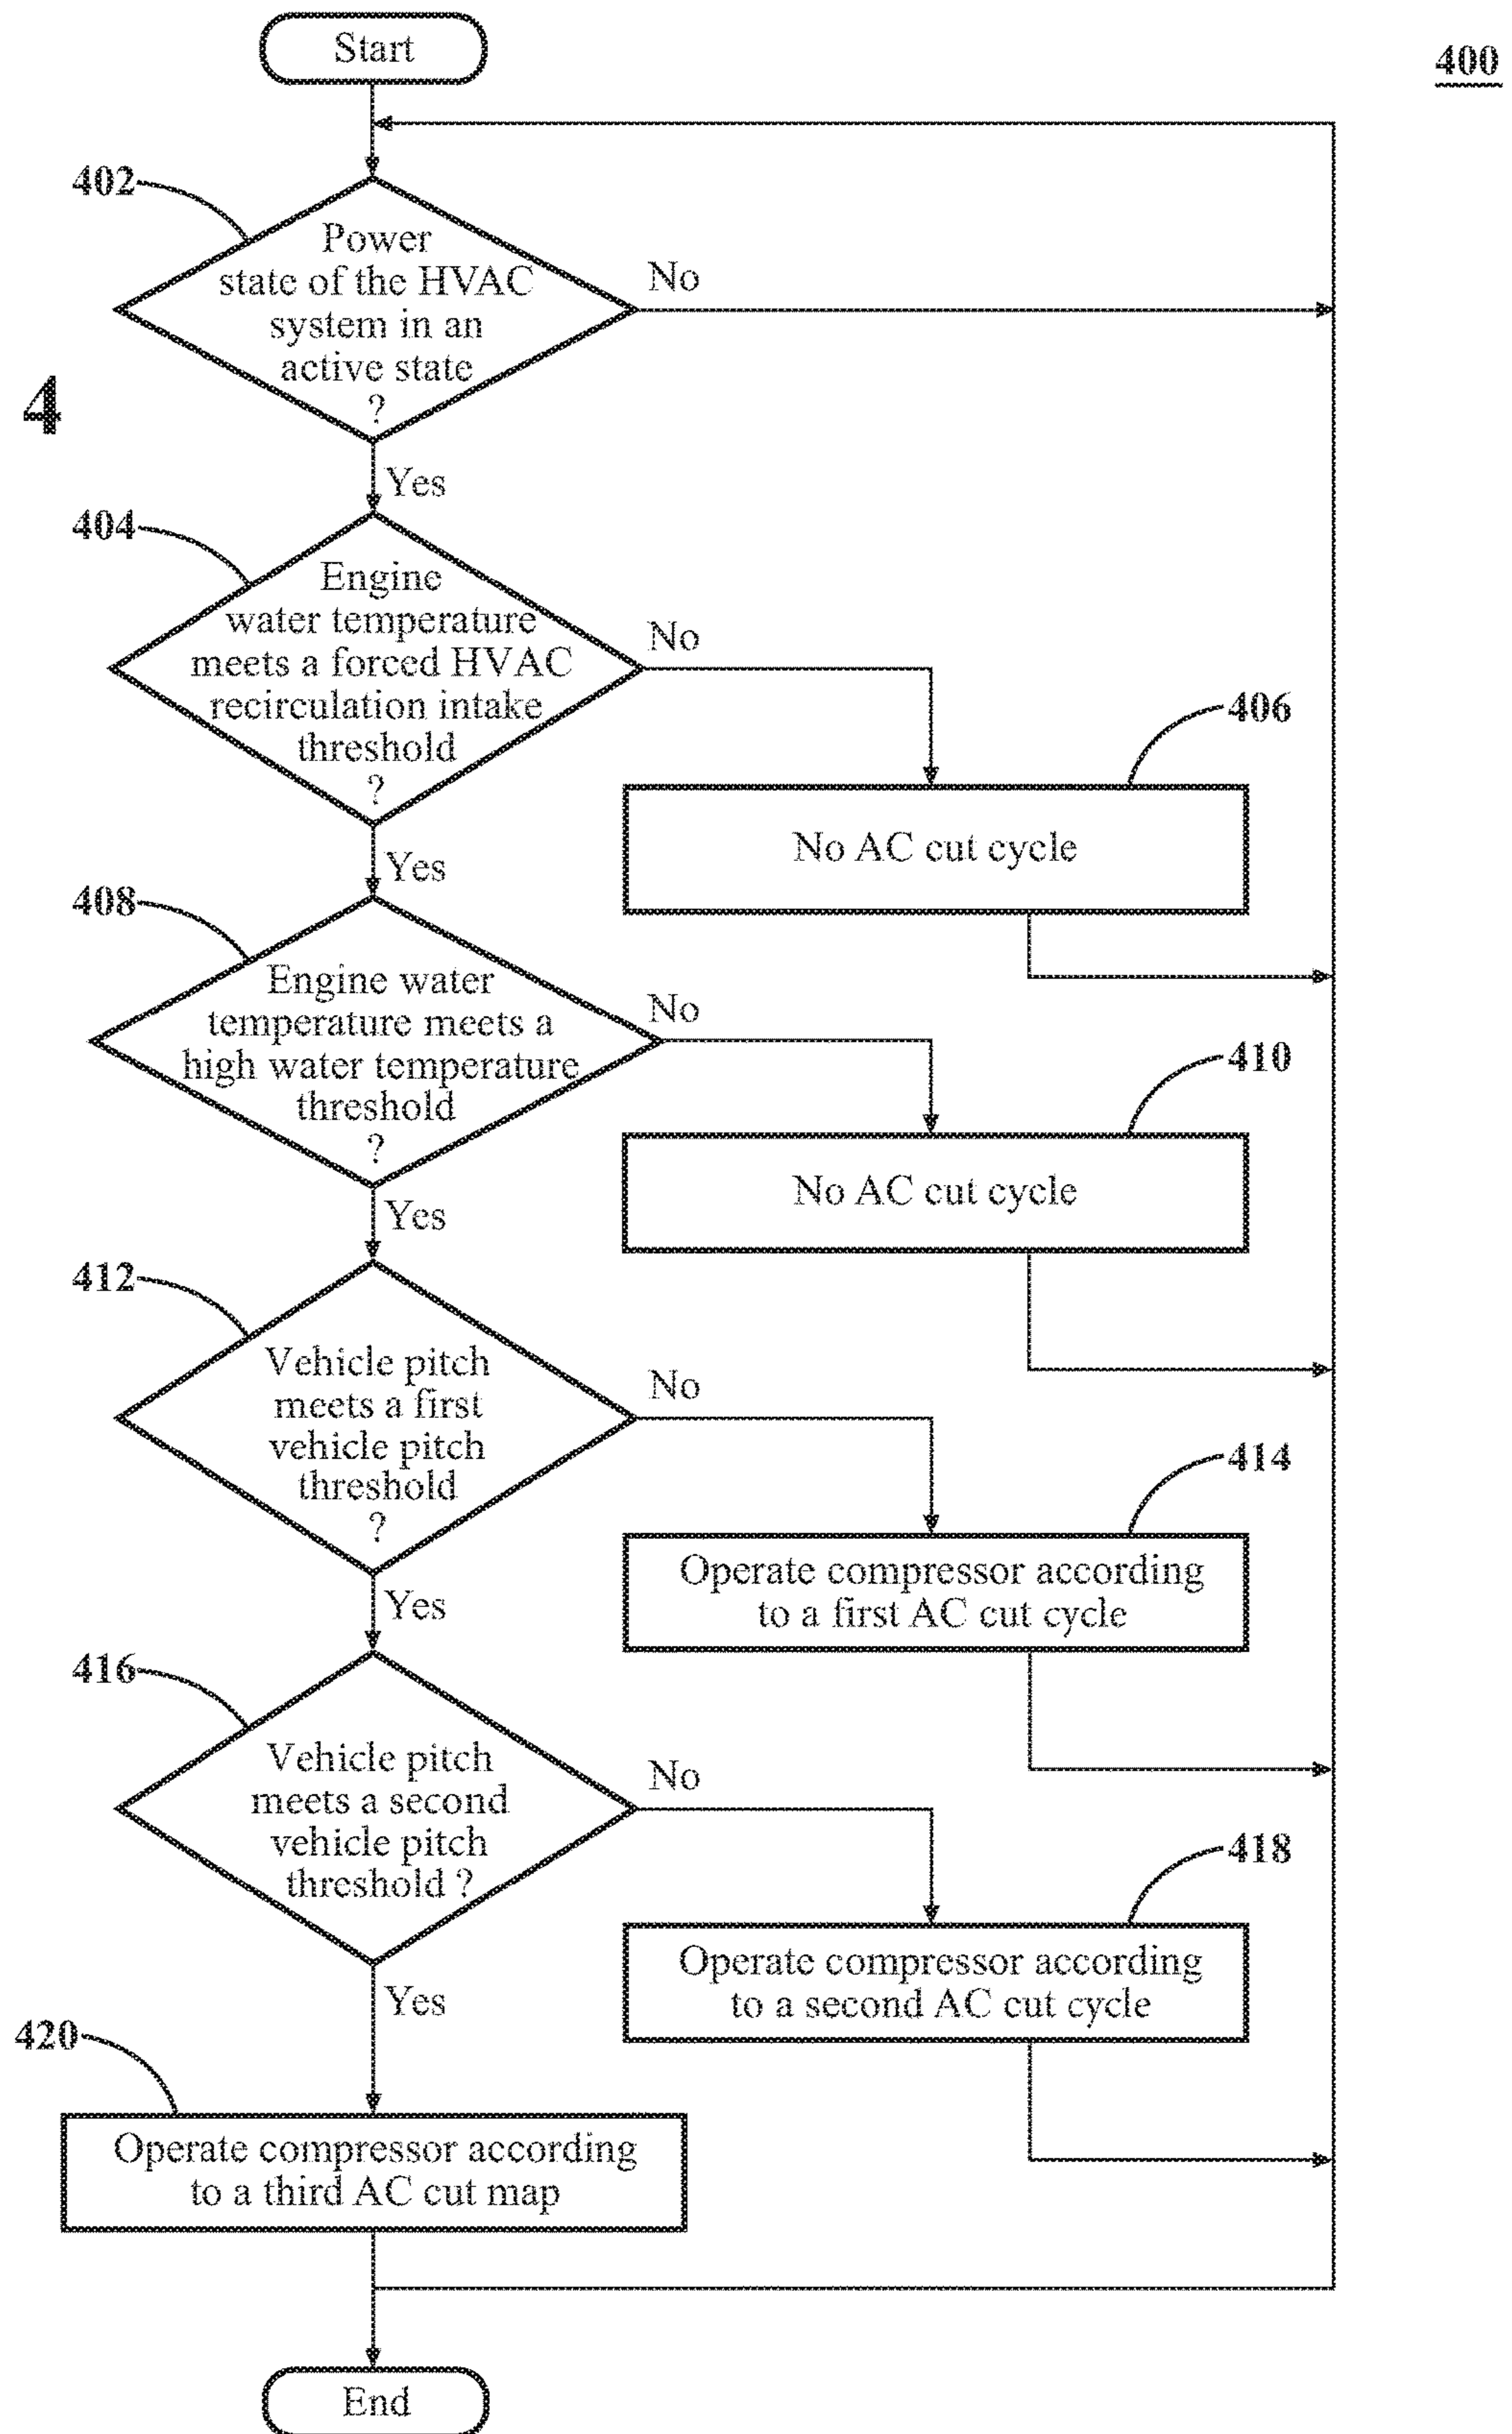 Start
400
402
Power
state of the HVAC
system in an
active state
?
No
4
Yes
404
Engine
water temperature
meets a forced HVAC
recirculation intake
threshold
?
No
406
No AC cut cycle
Yes
408
Engine water
temperature meets a
high water temperature
threshold
?
No
410
No AC cut cycle
Yes
412
Vehicle pitch
meets a first
vehicle pitch
threshold
?
No
414
Operate compressor according
to a first AC cut cycle
Yes
416
Vehicle pitch
meets a second
vehicle pitch
threshold ?
No
418
Operate compressor according
to a second AC cut cycle
Yes
420
Operate compressor according
to a third AC cut map
End